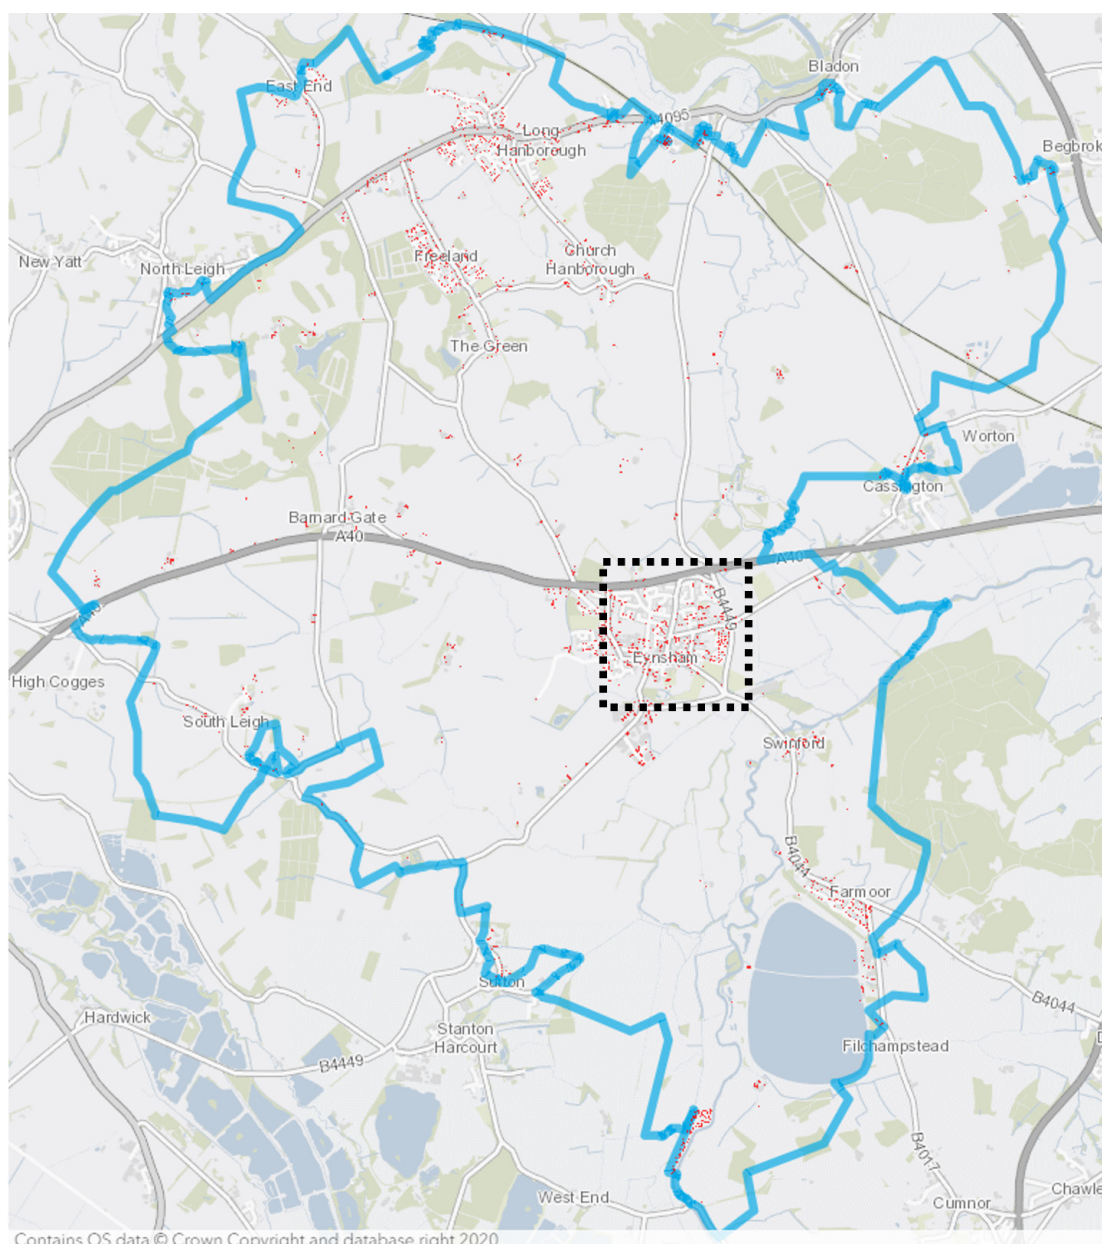 Bladon
East End
A4095
Long
Hanborough
Begbrok
Church
Hanborough
Freeland
New Yatt
North Leigh
The Green
Worton
Cassington
Barnard Gate
A40
A40
B4449
A40
Eynsham
High Cogges
South Leigh
Swinford
B4044
Farmoor
Sutton
B4044
Hardwick
Stanton
Harcourt
Filchampstead
B4449
B4017
West End
Chawle
Cumnor
Contains OS data © Crown Copyright and database right 2020